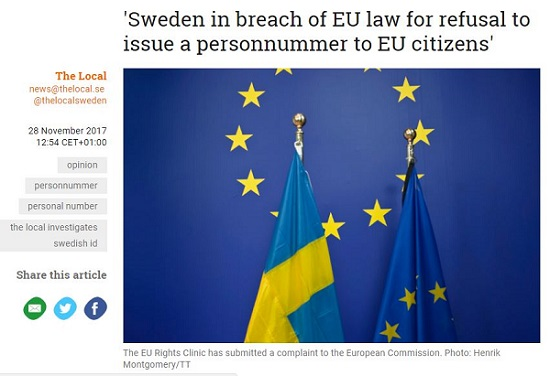 'Sweden in breach of EU law for refusal to
issue a personnummer to EU citizens'
The Local
news@thelocal.se
@thelocalsweden
28 November 2017
12:54 CET+01:00
opinion
personnummer
personal number
the local investigates
swedish id
Share this article
The EU Rights Clinic has submitted a complaint to the European Commission. Photo: Henrik
Montgomery/TT